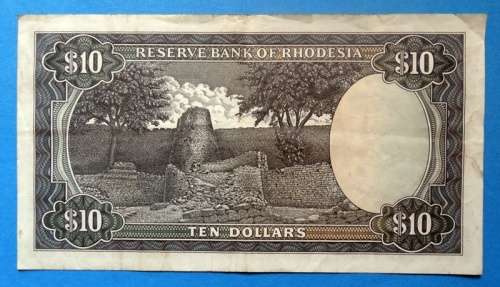 RESERVE BANK OF RHODESIA
$10 $10
$10 $10
TEN DOLLARS